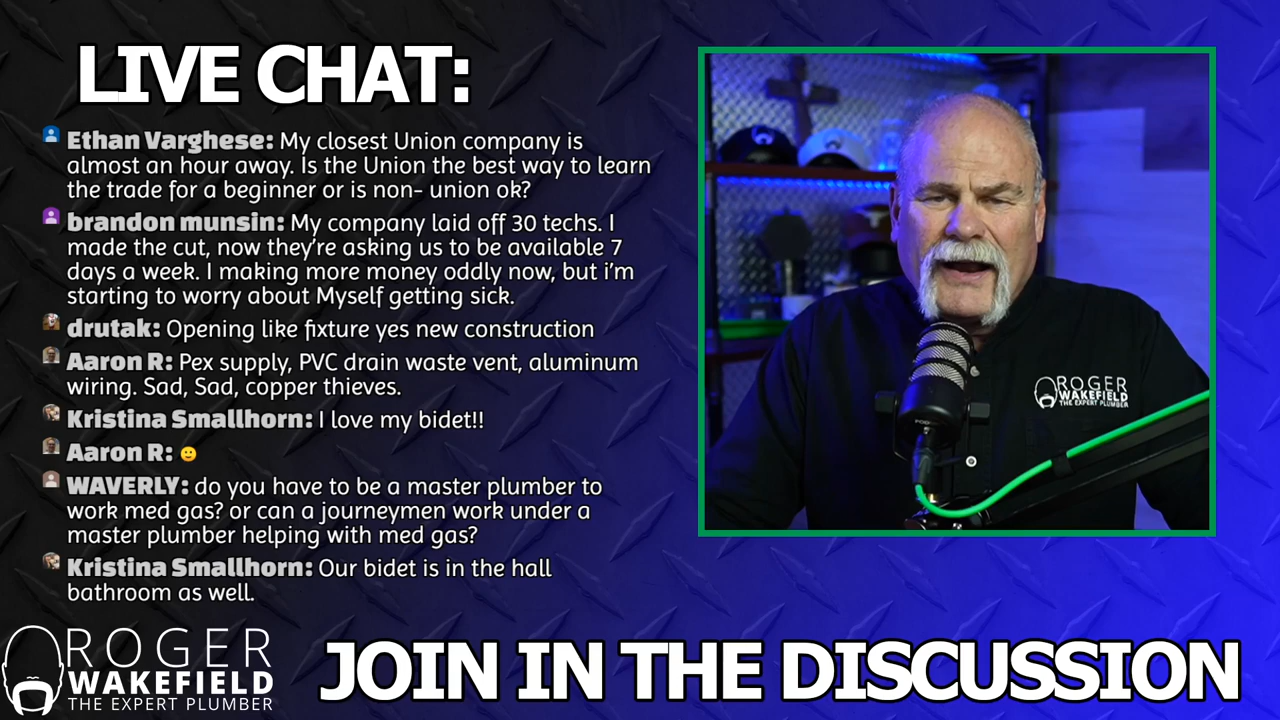 LIVE CHAT:
Ethan Varghese: My closest Union company is
almost an hour away. Is the Union the best way to learn
the trade for a beginner or is non- union ok?
brandon munsin: My company laid off 30 techs. I
made the cut, now they're asking us to be available 7
days a week. I making more money oddly now, but i'm
starting to worry about Myself getting sick.
drutak: Opening like fixture yes new construction
Aaron R: Pex supply, PVC drain waste vent, aluminum
wiring. Sad, Sad, copper thieves.
Kristina Smallhorn: I love my bidet!!
Aaron R: 🙂
WAVERLY: do you have to be a master plumber to
work med gas? or can a journeymen work under a
master plumber helping with med gas?
Kristina Smallhorn: Our bidet is in the hall
bathroom as well.
ROGER
WAKEFIELD
THE EXPERT PLUMBER
ROGER
WAKEFIELD
THE EXPERT PLUMBER
JOIN IN THE DISCUSSION